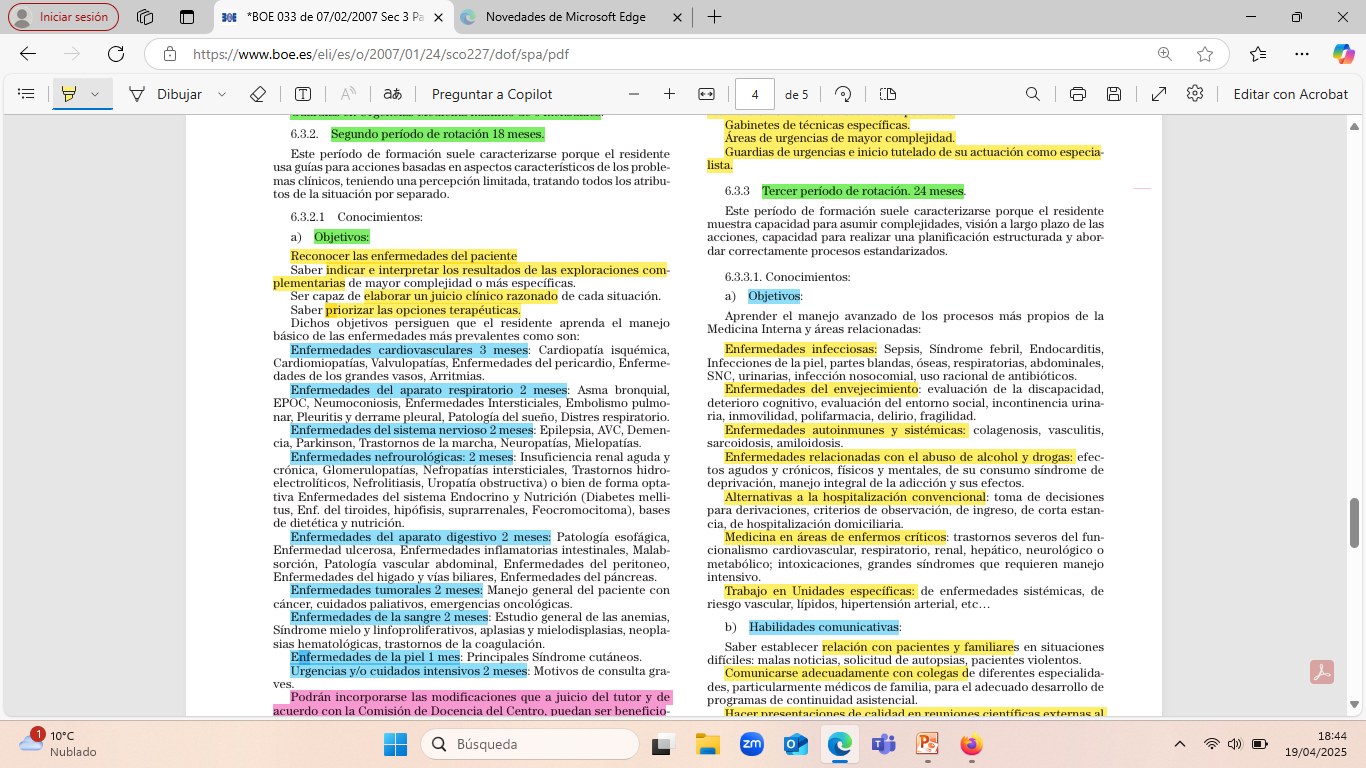 Iniciar sesión
BOE *BOE 033 de 07/02/2007 Sec 3 Pa
Novedades de Microsoft Edge
https://www.boe.es/eli/es/o/2007/01/24/sco227/dof/spa/pdf
Dibujar
aあ
Preguntar a Copilot
4 de 5
Editar con Acrobat
6.3.2. Segundo período de rotación 18 meses.
Este período de formación suele caracterizarse porque el residente
usa guías para acciones basadas en aspectos característicos de los proble-
mas clínicos, teniendo una percepción limitada, tratando todos los atribu-
tos de la situación por separado.
6.3.2.1 Conocimientos:
a) Objetivos:
Reconocer las enfermedades del paciente
Saber indicar e interpretar los resultados de las exploraciones com-
plementarias de mayor complejidad o más específicas.
Ser capaz de elaborar un juicio clínico razonado de cada situación.
Saber priorizar las opciones terapéuticas.
Dichos objetivos persiguen que el residente aprenda el manejo
básico de las enfermedades más prevalentes como son:
Enfermedades cardiovasculares 3 meses: Cardiopatía isquémica,
Cardiomiopatías, Valvulopatías, Enfermedades del pericardio, Enferme-
dades de los grandes vasos, Arritmias.
Enfermedades del aparato respiratorio 2 meses: Asma bronquial,
EPOC, Neumoconiosis, Enfermedades Intersticiales, Embolismo pulmo-
nar, Pleuritis y derrame pleural, Patología del sueño, Distres respiratorio.
Enfermedades del sistema nervioso 2 meses: Epilepsia, AVC, Demen-
cia, Parkinson, Trastornos de la marcha, Neuropatías, Mielopatías.
Enfermedades nefrourológicas: 2 meses: Insuficiencia renal aguda y
crónica, Glomerulopatías, Nefropatías intersticiales, Trastornos hidro-
electrolíticos, Nefrolitiasis, Uropatía obstructiva) o bien de forma opta-
tiva Enfermedades del sistema Endocrino y Nutrición (Diabetes melli-
tus, Enf. del tiroides, hipófisis, suprarrenales, Feocromocitoma), bases
de dietética y nutrición.
Enfermedades del aparato digestivo 2 meses: Patología esofágica,
Enfermedad ulcerosa, Enfermedades inflamatorias intestinales, Malab-
sorción, Patología vascular abdominal, Enfermedades del peritoneo,
Enfermedades del higado y vías biliares, Enfermedades del páncreas.
Enfermedades tumorales 2 meses: Manejo general del paciente con
cáncer, cuidados paliativos, emergencias oncológicas.
Enfermedades de la sangre 2 meses: Estudio general de las anemias,
Síndrome mielo y linfoproliferativos, aplasias y mielodisplasias, neopla-
sias hematológicas, trastornos de la coagulación.
Enfermedades de la piel 1 mes: Principales Síndrome cutáneos.
Urgencias y/o cuidados intensivos 2 meses: Motivos de consulta gra-
ves.
Podrán incorporarse las modificaciones que a juicio del tutor y de
acuerdo con la Comisión de Docencia del Centro, puedan ser beneficio-
Gabinetes de técnicas específicas.
Áreas de urgencias de mayor complejidad.
Guardias de urgencias e inicio tutelado de su actuación como especia-
lista.
6.3.3 Tercer período de rotación. 24 meses.
Este período de formación suele caracterizarse porque el residente
muestra capacidad para asumir complejidades, visión a largo plazo de las
acciones, capacidad para realizar una planificación estructurada y abor-
dar correctamente procesos estandarizados.
6.3.3.1. Conocimientos:
a) Objetivos:
Aprender el manejo avanzado de los procesos más propios de la
Medicina Interna y áreas relacionadas:
Enfermedades infecciosas: Sepsis, Síndrome febril, Endocarditis,
Infecciones de la piel, partes blandas, óseas, respiratorias, abdominales,
SNC, urinarias, infección nosocomial, uso racional de antibióticos.
Enfermedades del envejecimiento: evaluación de la discapacidad,
deterioro cognitivo, evaluación del entorno social, incontinencia urina-
ria, inmovilidad, polifarmacia, delirio, fragilidad.
Enfermedades autoinmunes y sistémicas: colagenosis, vasculitis,
sarcoidosis, amiloidosis.
Enfermedades relacionadas con el abuso de alcohol y drogas: efec-
tos agudos y crónicos, físicos y mentales, de su consumo síndrome de
deprivación, manejo integral de la adicción y sus efectos.
Alternativas a la hospitalización convencional: toma de decisiones
para derivaciones, criterios de observación, de ingreso, de corta estan-
cia, de hospitalización domiciliaria.
Medicina en áreas de enfermos críticos: trastornos severos del fun-
cionalismo cardiovascular, respiratorio, renal, hepático, neurológico o
metabólico; intoxicaciones, grandes síndromes que requieren manejo
intensivo.
Trabajo en Unidades específicas: de enfermedades sistémicas, de
riesgo vascular, lípidos, hipertensión arterial, etc…
b) Habilidades comunicativas:
Saber establecer relación con pacientes y familiares en situaciones
difíciles: malas noticias, solicitud de autopsias, pacientes violentos.
Comunicarse adecuadamente con colegas de diferentes especialida-
des, particularmente médicos de familia, para el adecuado desarrollo de
programas de continuidad asistencial.
Hacer presentaciones de calidad en reuniones científicas externas al
1
10°C
Nublado
Búsqueda
zm
18:44
19/04/2025